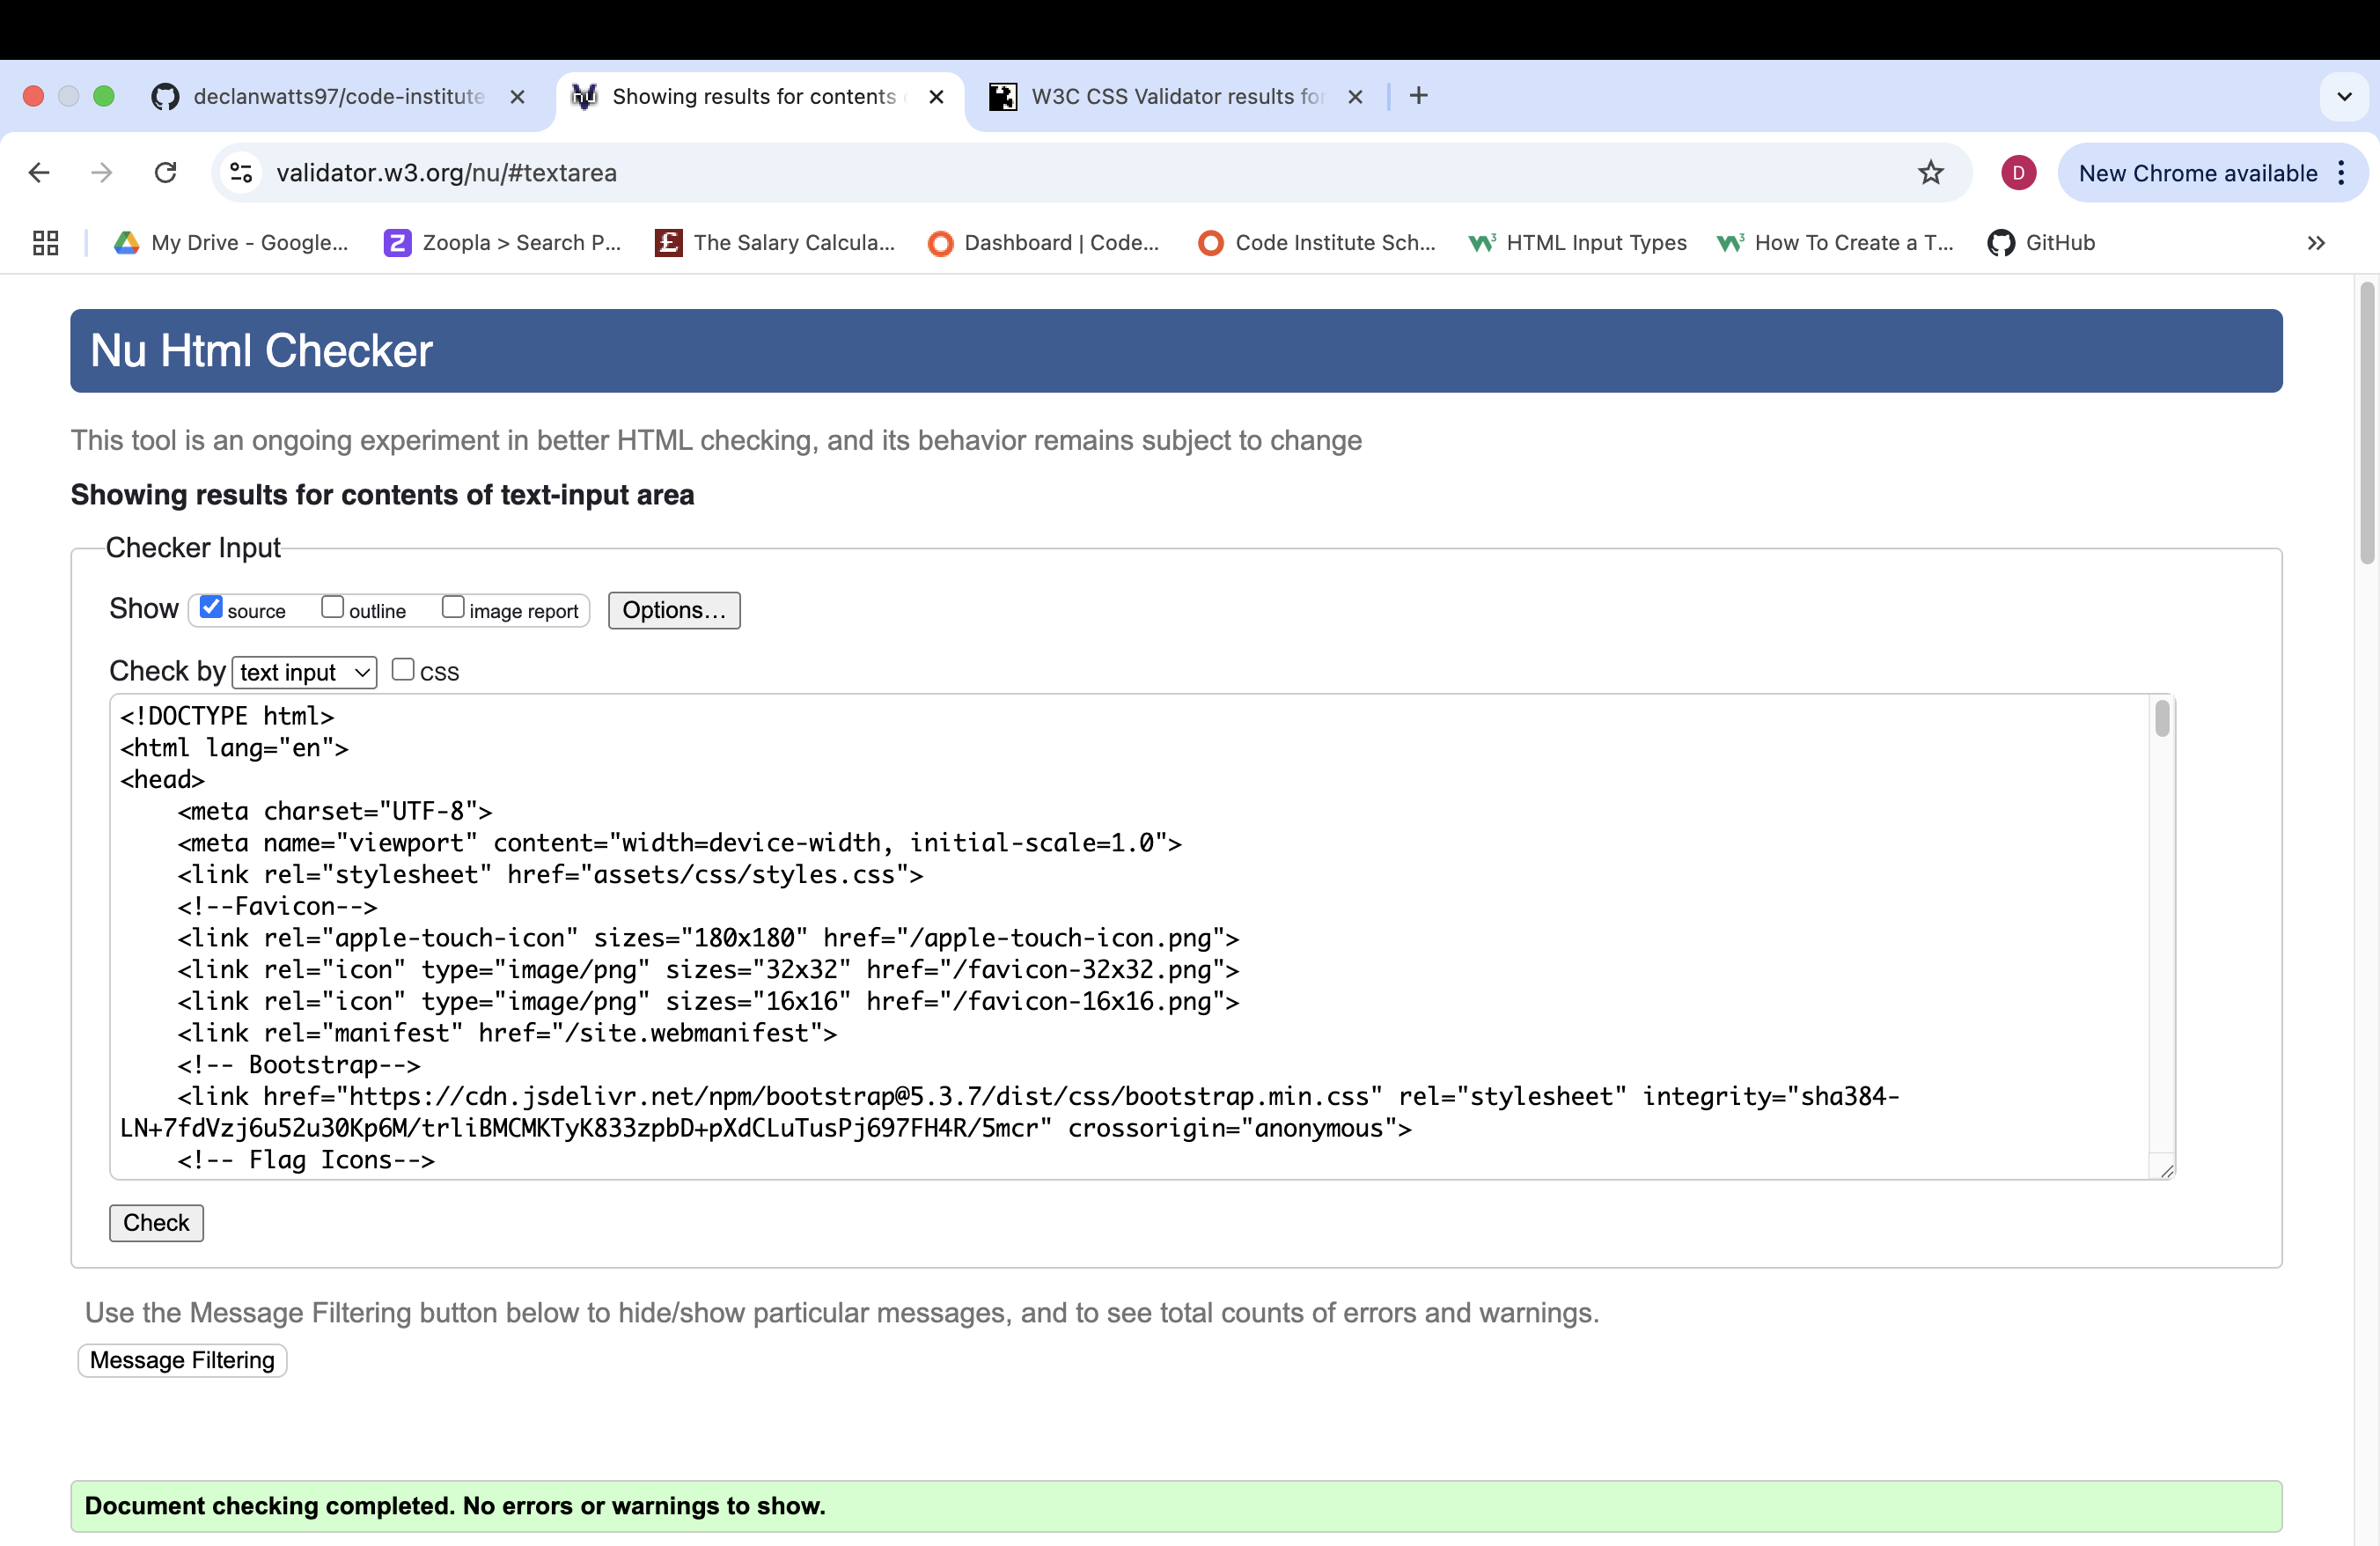 declanwatts97/code-institute
Showing results for contents
W3C CSS Validator results for
validator.w3.org/nu/#textarea
D
New Chrome available
My Drive - Google...
Zoopla > Search P...
The Salary Calcula...
Dashboard | Code...
Code Institute Sch...
HTML Input Types
How To Create a T...
GitHub
Nu Html Checker
This tool is an ongoing experiment in better HTML checking, and its behavior remains subject to change
Showing results for contents of text-input area
Checker Input
Show source outline image report Options...
Check by text input CSS
<!DOCTYPE html>
<html lang="en">
<head>
    <meta charset="UTF-8">
    <meta name="viewport" content="width=device-width, initial-scale=1.0">
    <link rel="stylesheet" href="assets/css/styles.css">
    <!--Favicon-->
    <link rel="apple-touch-icon" sizes="180x180" href="/apple-touch-icon.png">
    <link rel="icon" type="image/png" sizes="32x32" href="/favicon-32x32.png">
    <link rel="icon" type="image/png" sizes="16x16" href="/favicon-16x16.png">
    <link rel="manifest" href="/site.webmanifest">
    <!-- Bootstrap-->
    <link href="https://cdn.jsdelivr.net/npm/bootstrap@5.3.7/dist/css/bootstrap.min.css" rel="stylesheet" integrity="sha384-
LN+7fdVzj6u52u30Kp6M/trliBMCMKTyK833zpbD+pXdCLuTusPj697FH4R/5mcr" crossorigin="anonymous">
    <!-- Flag Icons-->
Check
Use the Message Filtering button below to hide/show particular messages, and to see total counts of errors and warnings.
Message Filtering
Document checking completed. No errors or warnings to show.